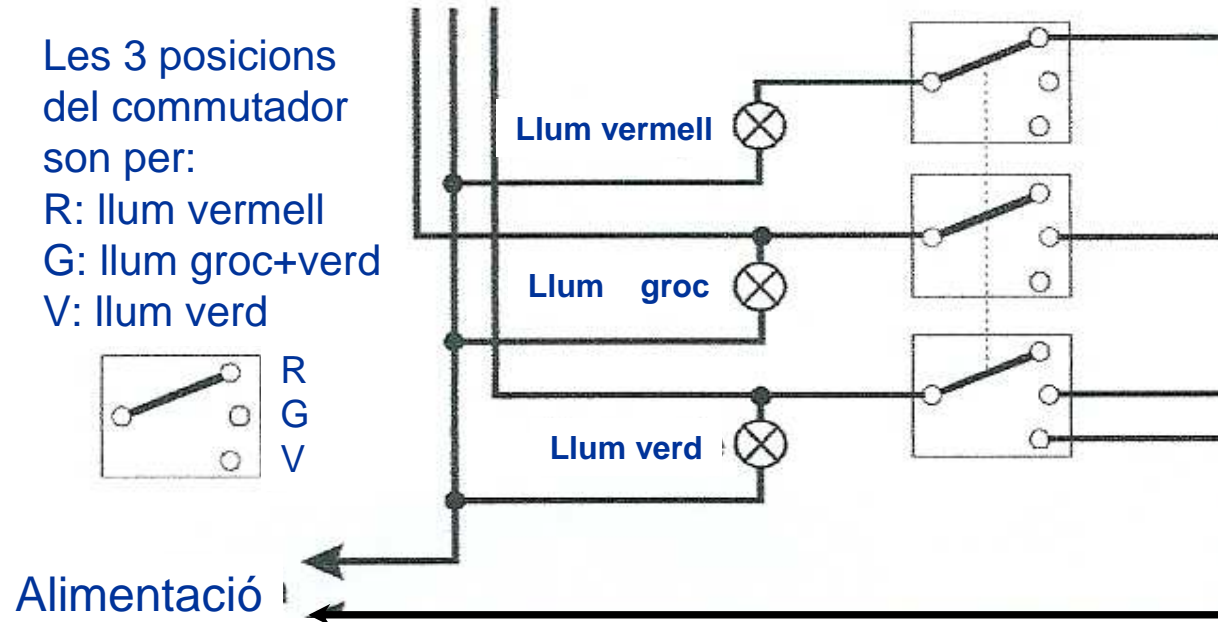 Les 3 posicions
del commutador
son per:
R: llum vermell
G: llum groc+verd
V: llum verd
R
G
V
Llum vermell
Llum groc
Llum verd
Alimentació